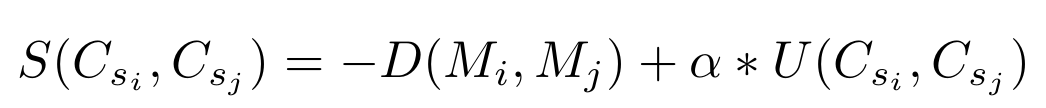 S(C_{s_i}, C_{s_j}) = -D(M_i, M_j) + α * U(C_{s_i}, C_{s_j})